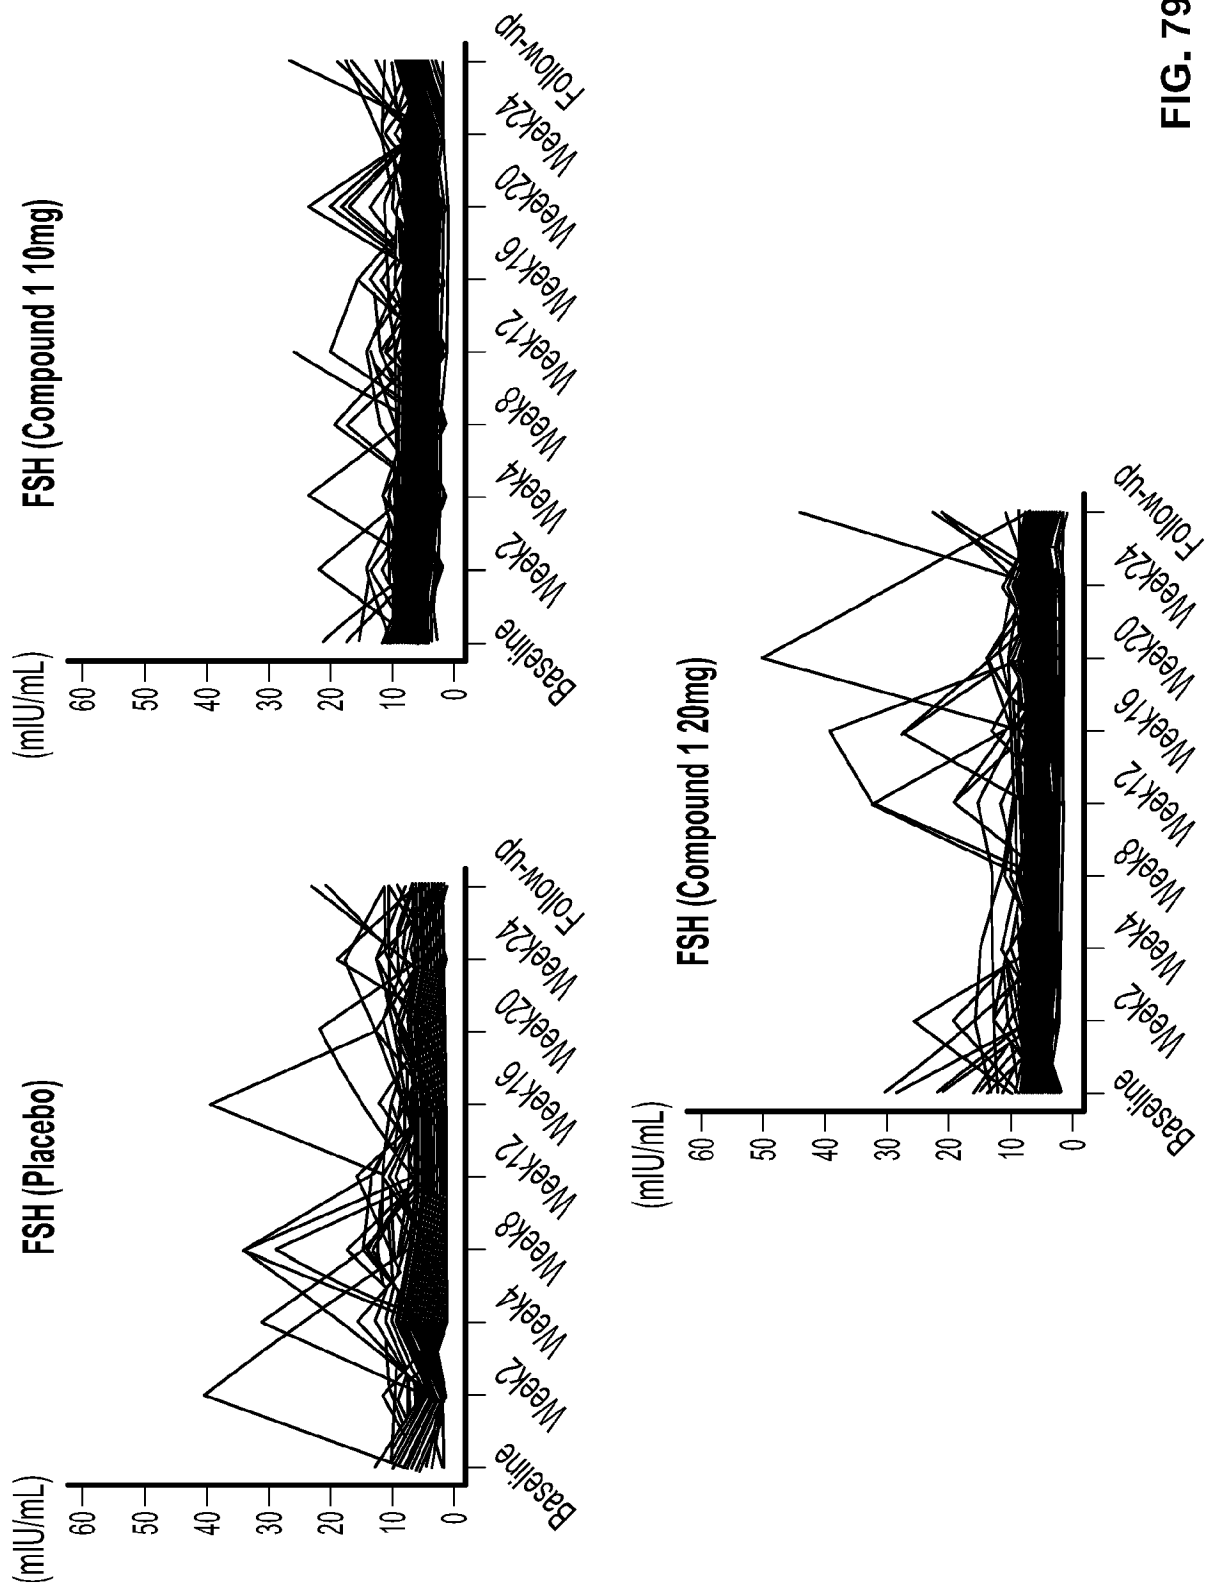 FSH (Placebo)
(mIU/mL)
60
50
40
30
20
10
0
Baseline
Week2
Week4
Week8
Week12
Week16
Week20
Week24
Follow-up
FSH (Compound 1 10mg)
(mIU/mL)
60
50
40
30
20
10
0
Baseline
Week2
Week4
Week8
Week12
Week16
Week20
Week24
Follow-up
FSH (Compound 1 20mg)
(mIU/mL)
60
50
40
30
20
10
0
Baseline
Week2
Week4
Week8
Week12
Week16
Week20
Week24
Follow-up
FIG. 79